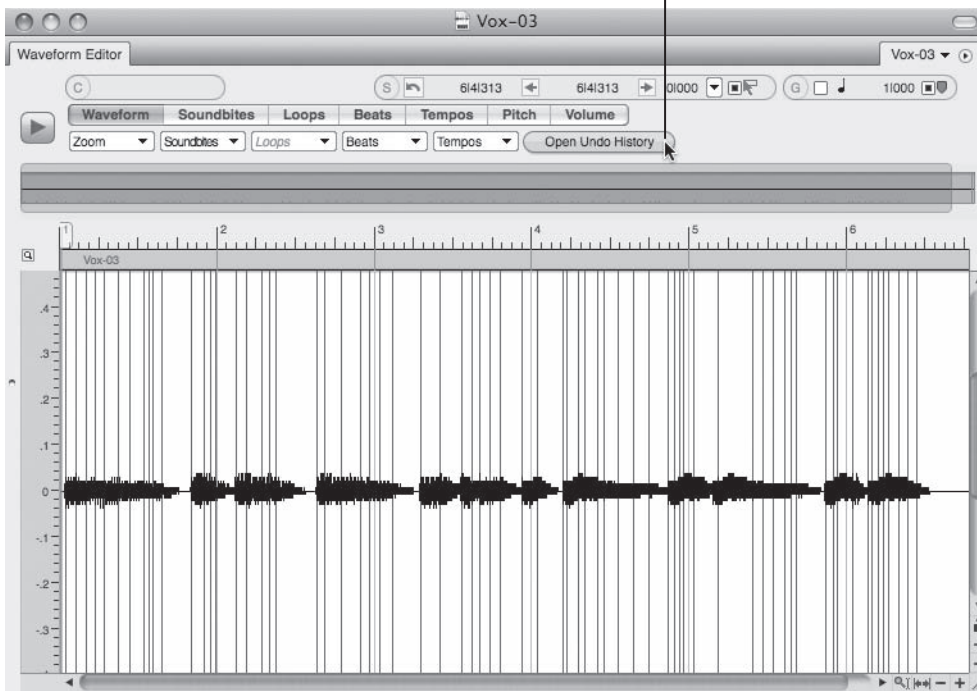 Vox-03
Waveform Editor
Vox-03
C
S 6|4|313 6|4|313 0|000 G 1|000
Waveform Soundbites Loops Beats Tempos Pitch Volume
Zoom Soundbites Loops Beats Tempos Open Undo History
1 2 3 4 5 6
Vox-03
.4
.3
.2
.1
0
-.1
-.2
-.3